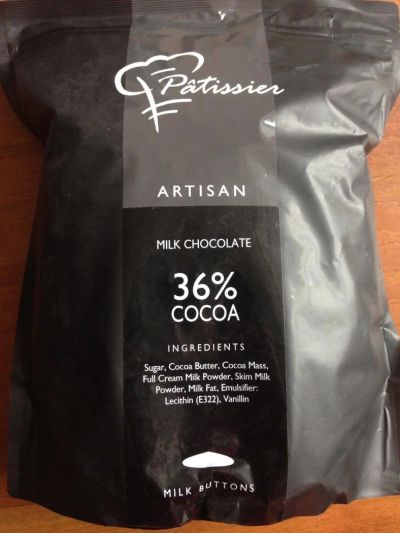 Pâtissier
ARTISAN
MILK CHOCOLATE
36%
COCOA
INGREDIENTS
Sugar, Cocoa Butter, Cocoa Mass,
Full Cream Milk Powder, Skim Milk
Powder, Milk Fat, Emulsifier:
Lecithin (E322), Vanillin
MILK BUTTONS